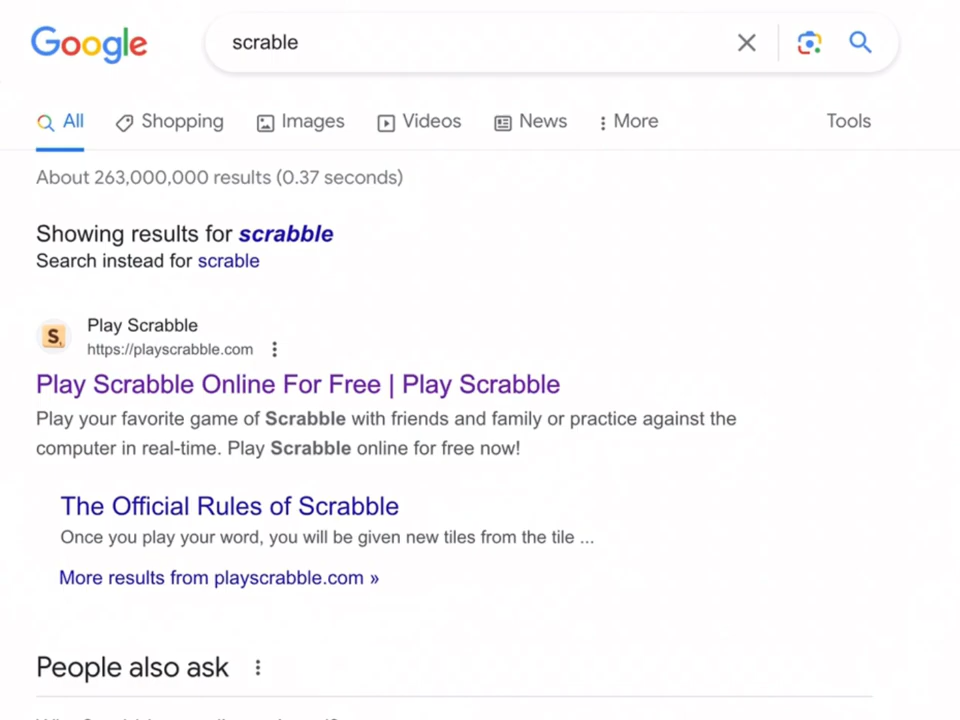 Google
scrable
All Shopping Images Videos News More Tools
About 263,000,000 results (0.37 seconds)
Showing results for scrabble
Search instead for scrable
S
Play Scrabble
https://playscrabble.com
Play Scrabble Online For Free | Play Scrabble
Play your favorite game of Scrabble with friends and family or practice against the
computer in real-time. Play Scrabble online for free now!
The Official Rules of Scrabble
Once you play your word, you will be given new tiles from the tile ...
More results from playscrabble.com »
People also ask